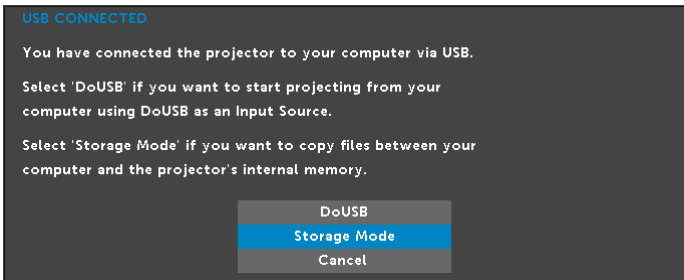 USB CONNECTED
You have connected the projector to your computer via USB.
Select 'DoUSB' if you want to start projecting from your
computer using DoUSB as an Input Source.
Select 'Storage Mode' if you want to copy files between your
computer and the projector's internal memory.
DoUSB
Storage Mode
Cancel